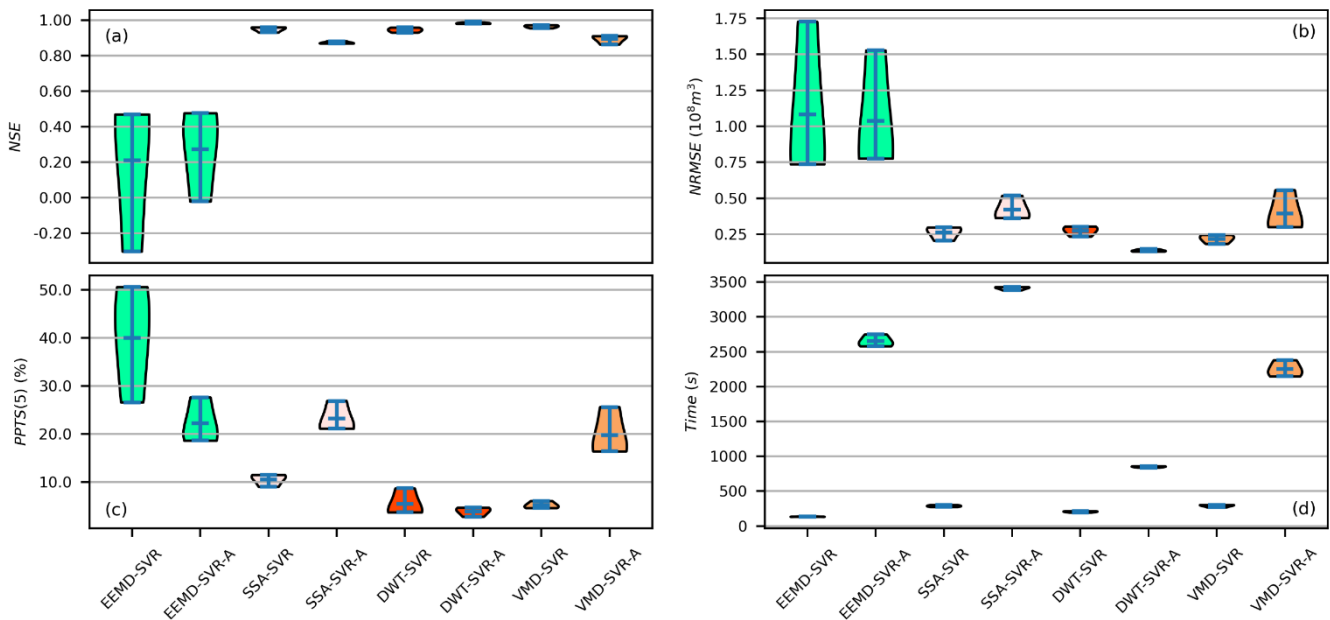 1.00
0.80
0.60
0.40
0.20
0.00
-0.20
NSE
(a)
1.75
1.50
1.25
1.00
0.75
0.50
0.25
NRMSE (10⁸m³)
(b)
50.0
40.0
30.0
20.0
10.0
PPTS(5) (%)
(c)
EEMD-SVR
EEMD-SVR-A
SSA-SVR
SSA-SVR-A
DWT-SVR
DWT-SVR-A
VMD-SVR
VMD-SVR-A
3500
3000
2500
2000
1500
1000
500
0
Time (s)
(d)
EEMD-SVR
EEMD-SVR-A
SSA-SVR
SSA-SVR-A
DWT-SVR
DWT-SVR-A
VMD-SVR
VMD-SVR-A